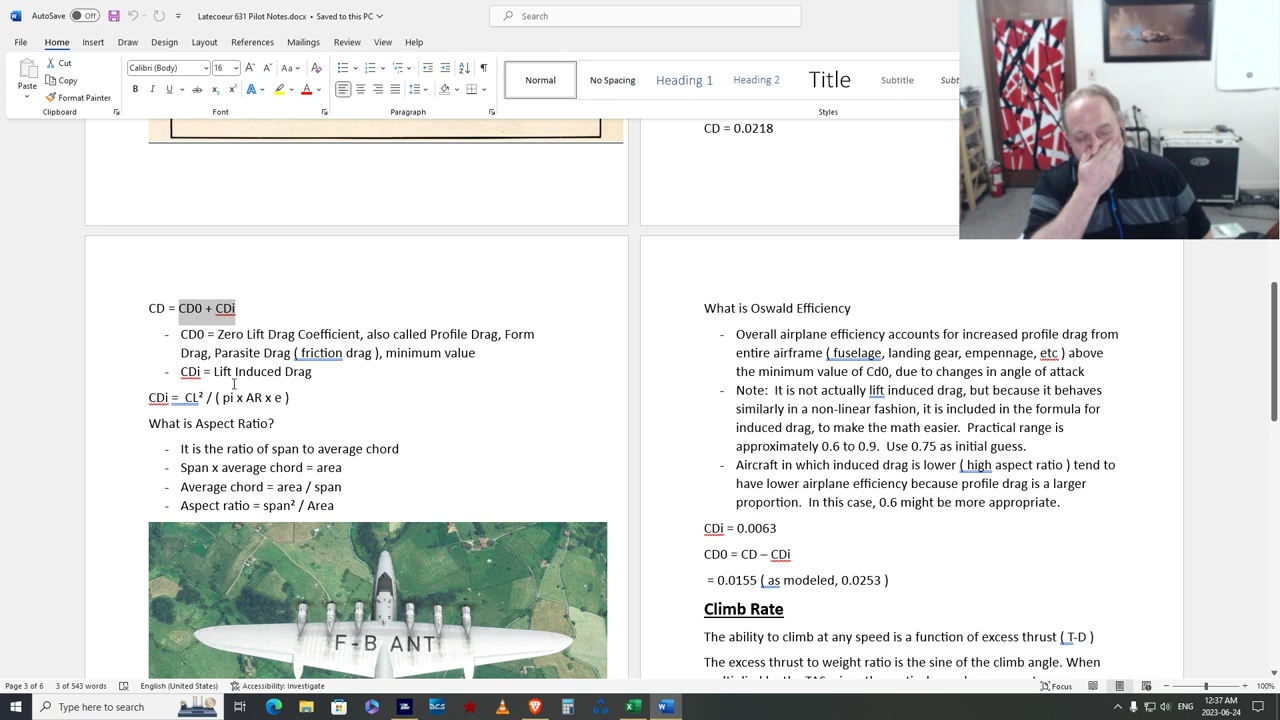 AutoSave Off
Latecoeur 631 Pilot Notes.docx • Saved to this PC
Search
File Home Insert Draw Design Layout References Mailings Review View Help
Paste
Cut
Copy
Format Painter
Clipboard
Calibri (Body) 16
Font
Paragraph
Normal
No Spacing
Heading 1
Heading 2
Title
Subtitle
Styles
CD = 0.0218
CD = CD0 + CDi
- CD0 = Zero Lift Drag Coefficient, also called Profile Drag, Form
Drag, Parasite Drag ( friction drag ), minimum value
- CDi = Lift Induced Drag
CDi = CL² / ( pi x AR x e )
What is Aspect Ratio?
- It is the ratio of span to average chord
- Span x average chord = area
- Average chord = area / span
- Aspect ratio = span² / Area
F-B ANT
What is Oswald Efficiency
- Overall airplane efficiency accounts for increased profile drag from
entire airframe ( fuselage, landing gear, empennage, etc ) above
the minimum value of Cd0, due to changes in angle of attack
- Note: It is not actually lift induced drag, but because it behaves
similarly in a non-linear fashion, it is included in the formula for
induced drag, to make the math easier. Practical range is
approximately 0.6 to 0.9. Use 0.75 as initial guess.
- Aircraft in which induced drag is lower ( high aspect ratio ) tend to
have lower airplane efficiency because profile drag is a larger
proportion. In this case, 0.6 might be more appropriate.
CDi = 0.0063
CD0 = CD – CDi
= 0.0155 ( as modeled, 0.0253 )
Climb Rate
The ability to climb at any speed is a function of excess thrust ( T-D )
The excess thrust to weight ratio is the sine of the climb angle. When
Page 3 of 6 3 of 543 words English (United States) Accessibility: Investigate
Focus
100%
Type here to search
DCS
ENG
12:37 AM
2023-06-24